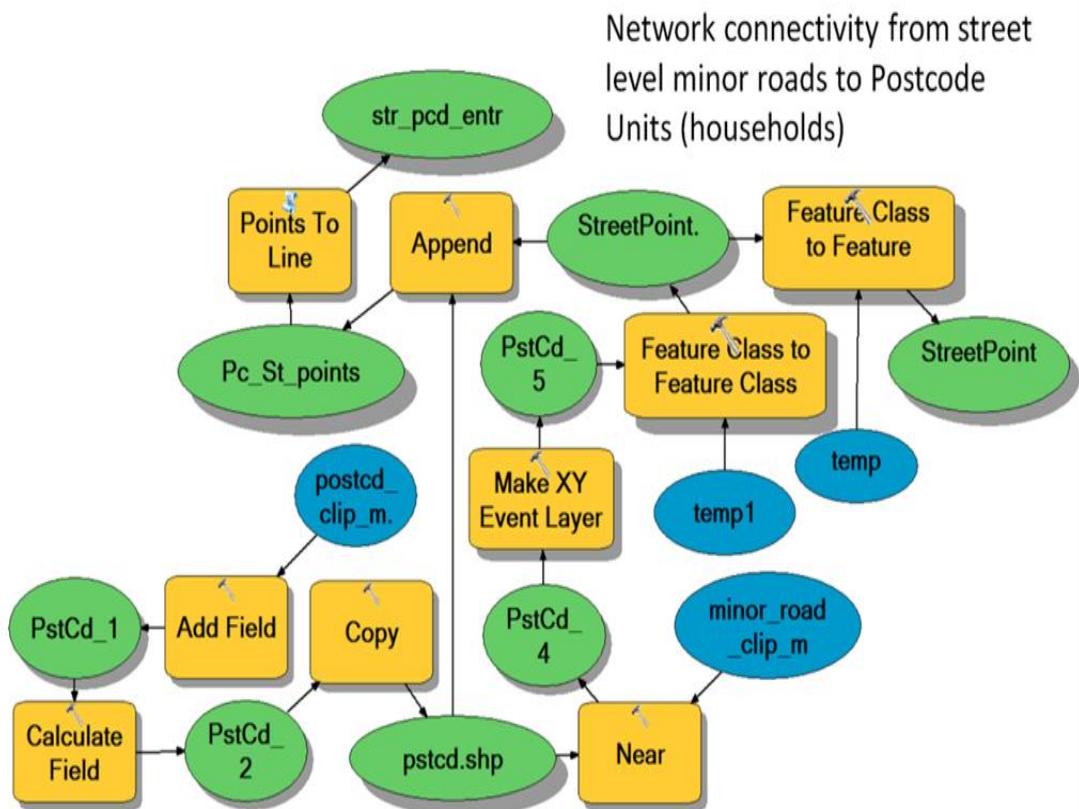 Network connectivity from street
level minor roads to Postcode
Units (households)
str_pcd_entr
Points To
Line
Append
StreetPoint.
Feature Class
to Feature
Pc_St_points
PstCd_
5
Feature Class to
Feature Class
StreetPoint
postcd_
clip_m.
Make XY
Event Layer
temp1
temp
PstCd_1
Add Field
Copy
PstCd_
4
minor_road
_clip_m
Calculate
Field
PstCd_
2
pstcd.shp
Near